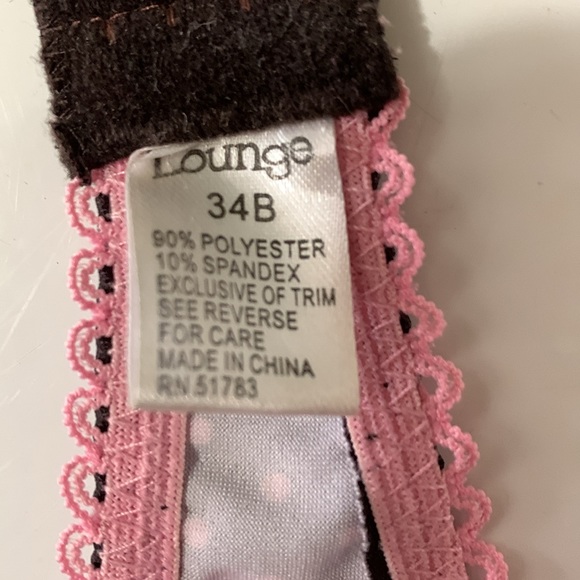 Lounge
34B
90% POLYESTER
10% SPANDEX
EXCLUSIVE OF TRIM
SEE REVERSE
FOR CARE
MADE IN CHINA
RN 51783